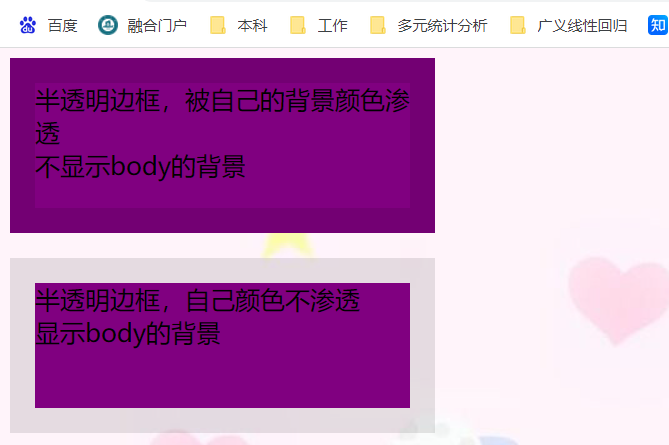 百度 融合门户 本科 工作 多元统计分析 广义线性回归 知
半透明边框，被自己的背景颜色渗
透
不显示body的背景
半透明边框，自己颜色不渗透
显示body的背景